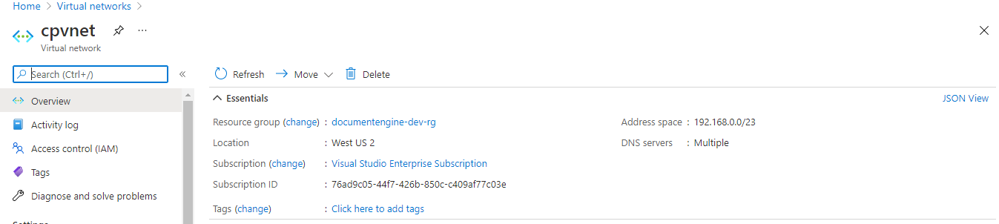 Home > Virtual networks >
cpvnet ...
Virtual network
Search (Ctrl+/) «
Refresh Move Delete
Overview
Activity log
Access control (IAM)
Tags
Diagnose and solve problems
Essentials JSON View
Resource group (change) : documentengine-dev-rg Address space : 192.168.0.0/23
Location : West US 2 DNS servers : Multiple
Subscription (change) : Visual Studio Enterprise Subscription
Subscription ID : 76ad9c05-44f7-426b-850c-c409af77c03e
Tags (change) : Click here to add tags
Settings